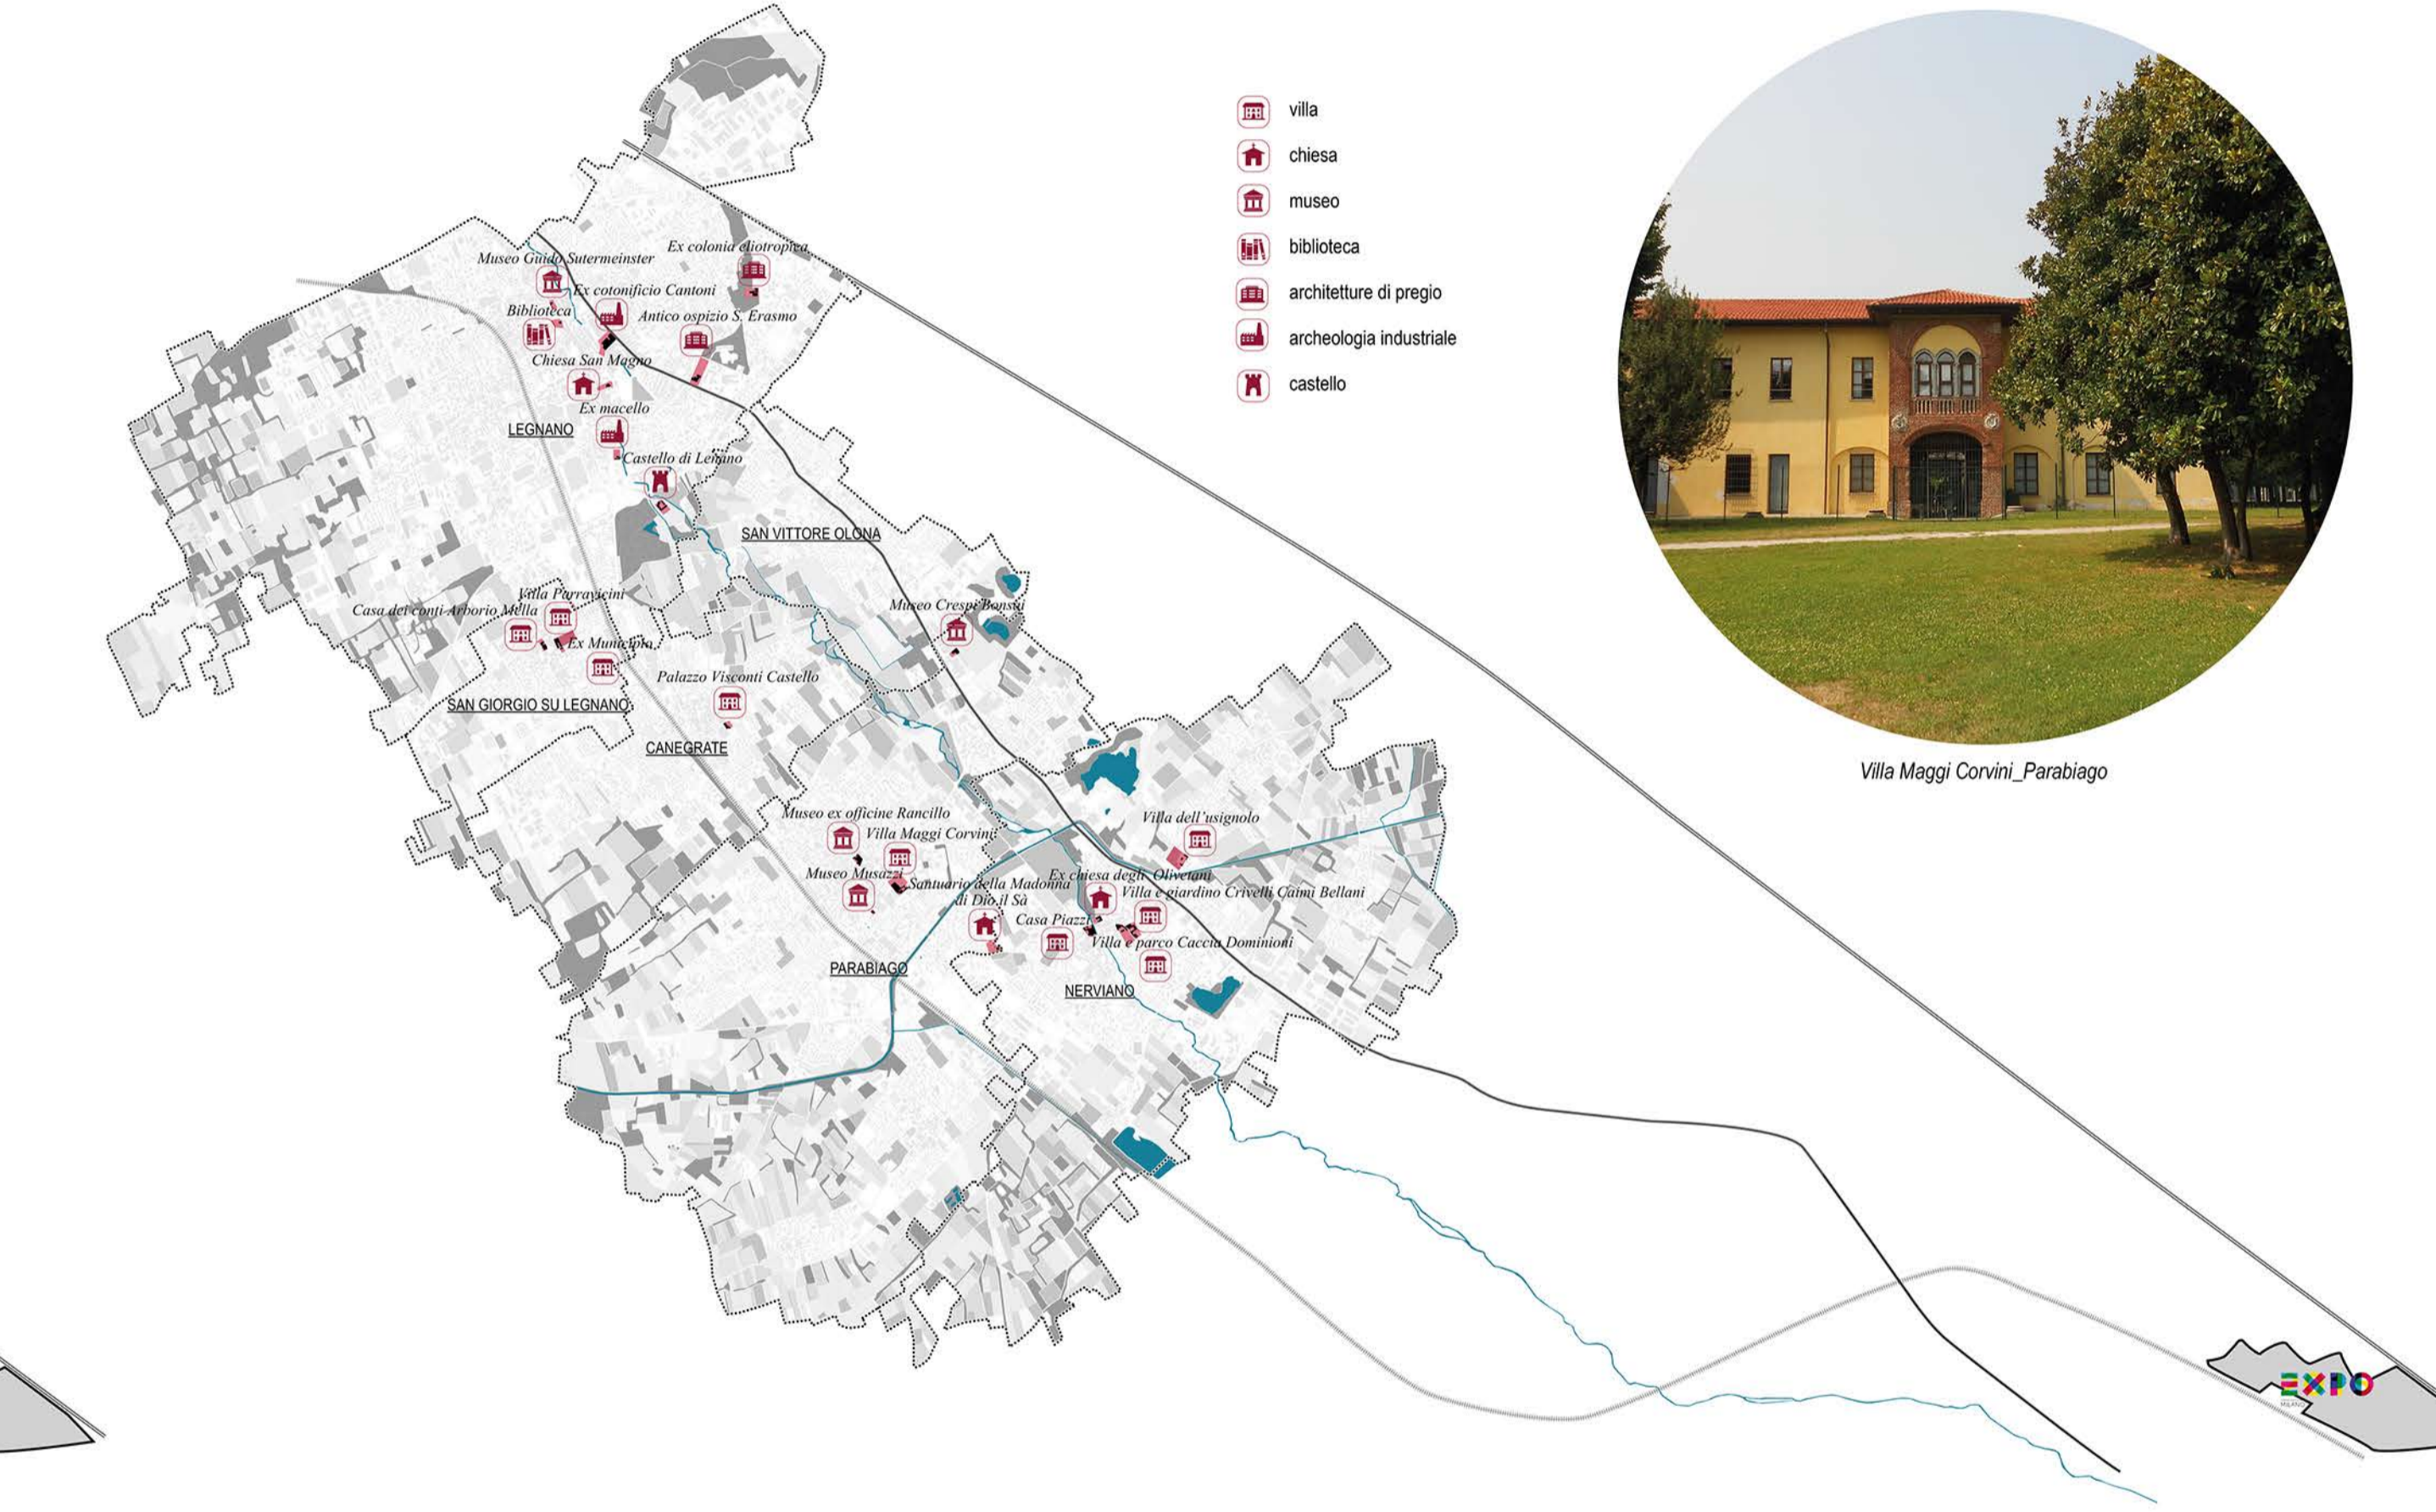 villa
chiesa
museo
biblioteca
architetture di pregio
archeologia industriale
castello
Museo Guido Sutermeinster
Ex colonia eliotropica
Ex cotonificio Cantoni
Biblioteca
Antico ospizio S. Erasmo
Chiesa San Magno
Ex macello
LEGNANO
Castello di Lenano
SAN VITTORE OLONA
Villa Parravicini
Casa dei conti Arborio Mella
Museo Crespi Bonsai
Ex Municipio
Palazzo Visconti Castello
SAN GIORGIO SU LEGNANO
CANEGRATE
Villa Maggi Corvini_Parabiago
Museo ex officine Rancillo
Villa dell'usignolo
Villa Maggi Corvini
Museo Musazzi
Santuario della Madonna
di Dio il Sà
Ex chiesa degli Olivetani
Villa e giardino Crivelli Caimi Bellani
Casa Piazzi
Villa e parco Caccia Dominioni
PARABIAGO
NERVIANO
EXPO
MILANO